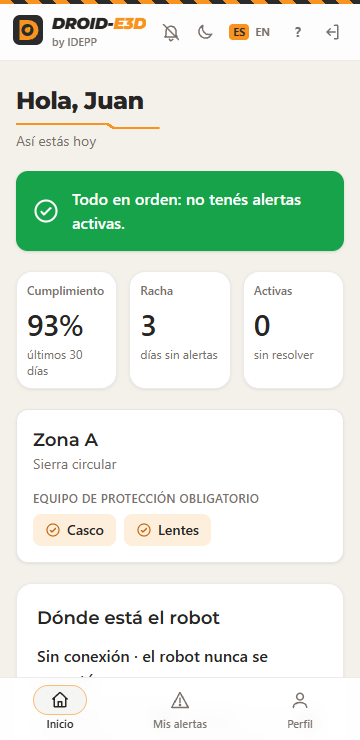 DROID-E3D
by IDEPP
ES EN ?
Hola, Juan
Así estás hoy
Todo en orden: no tenés alertas
activas.
Cumplimiento
93%
últimos 30
días
Racha
3
días sin alertas
Activas
0
sin resolver
Zona A
Sierra circular
EQUIPO DE PROTECCIÓN OBLIGATORIO
Casco Lentes
Dónde está el robot
Sin conexión · el robot nunca se
Inicio Mis alertas Perfil